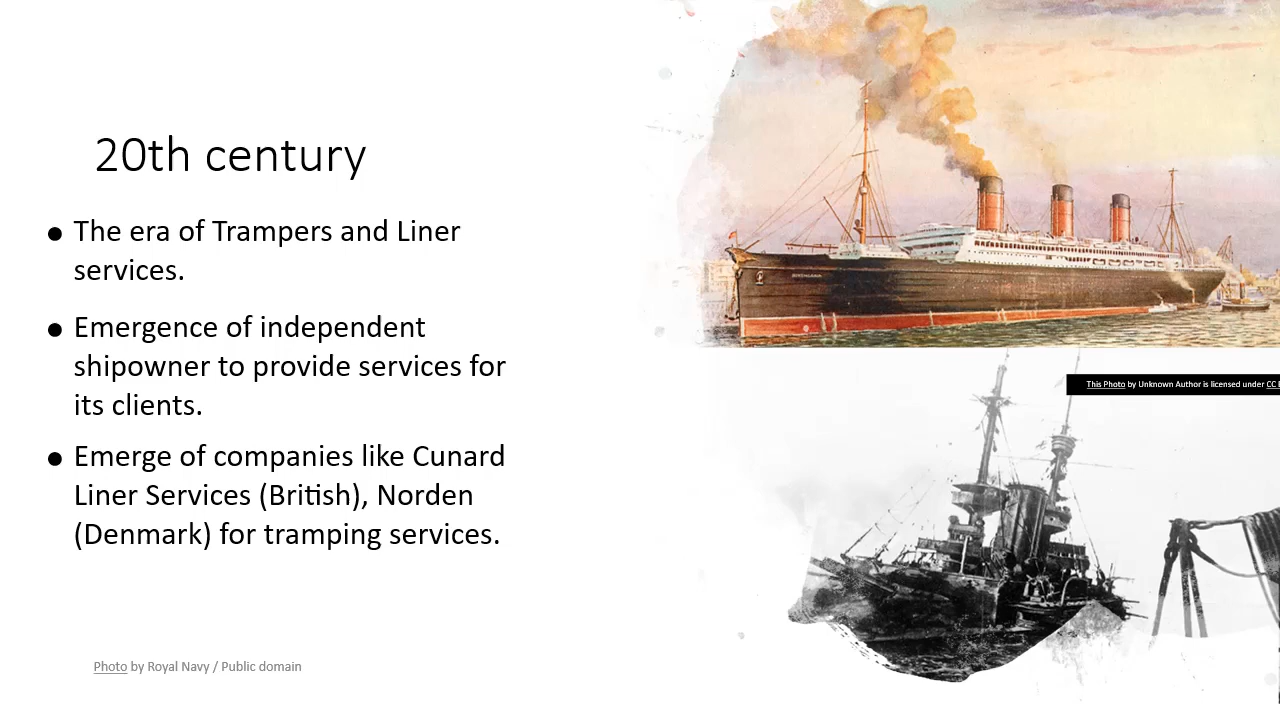 20th century
● The era of Trampers and Liner
services.
● Emergence of independent
shipowner to provide services for
its clients.
● Emerge of companies like Cunard
Liner Services (British), Norden
(Denmark) for tramping services.
Photo by Royal Navy / Public domain
This Photo by Unknown Author is licensed under CC